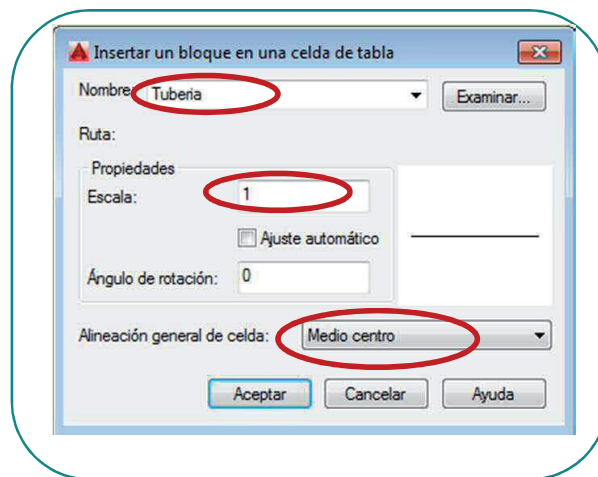 Insertar un bloque en una celda de tabla
Nombre: Tuberia Examinar...
Ruta:
Propiedades
Escala: 1
Ajuste automático
Ángulo de rotación: 0
Alineación general de celda: Medio centro
Aceptar Cancelar Ayuda